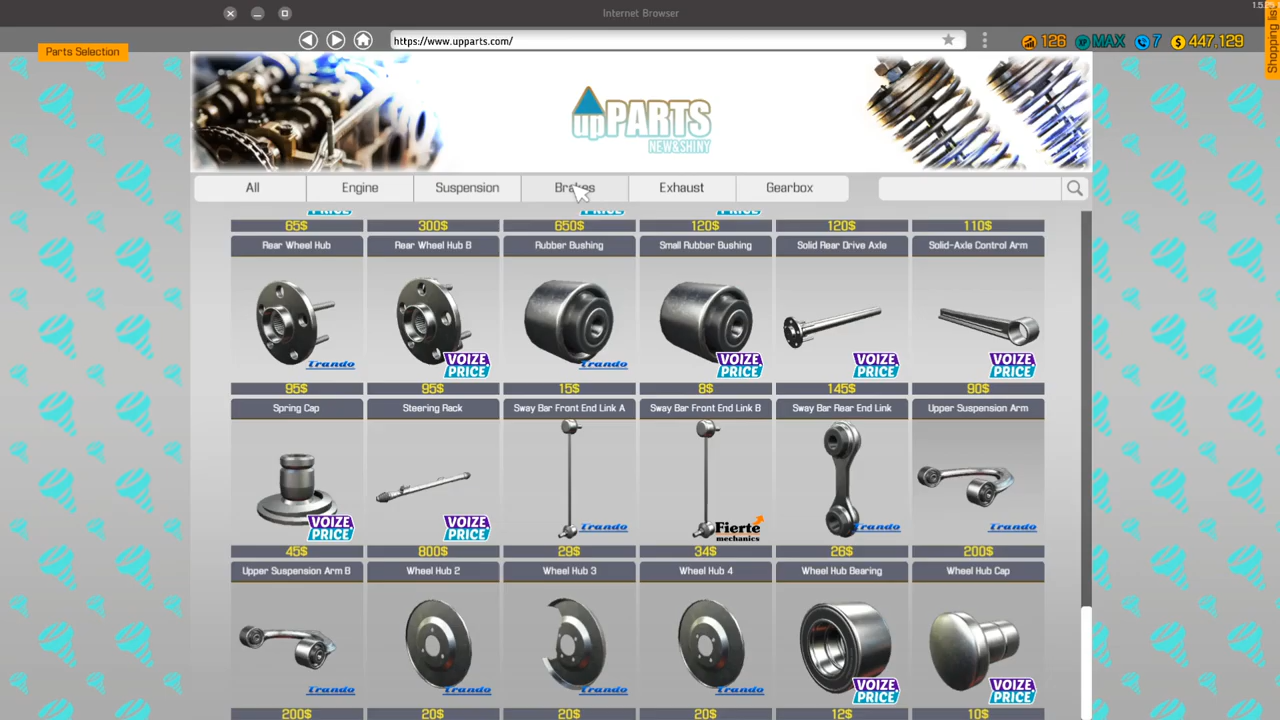 Internet Browser
1.5.
Parts Selection
https://www.upparts.com/
126 MAX 7 $ 447,129
Shopping list
upPARTS
NEW&SHINY
All Engine Suspension Brakes Exhaust Gearbox
PRICE PRICE PRICE
65$ 300$ 650$ 120$ 120$ 110$
Rear Wheel Hub Rear Wheel Hub B Rubber Bushing Small Rubber Bushing Solid Rear Drive Axle Solid-Axle Control Arm
Trando VOIZE PRICE Trando VOIZE PRICE VOIZE PRICE VOIZE PRICE
95$ 95$ 15$ 8$ 145$ 90$
Spring Cap Steering Rack Sway Bar Front End Link A Sway Bar Front End Link B Sway Bar Rear End Link Upper Suspension Arm
VOIZE PRICE VOIZE PRICE Trando Fierte mechanics Trando Trando
45$ 800$ 29$ 34$ 26$ 200$
Upper Suspension Arm B Wheel Hub 2 Wheel Hub 3 Wheel Hub 4 Wheel Hub Bearing Wheel Hub Cap
Trando Trando Trando Trando VOIZE PRICE VOIZE PRICE
200$ 20$ 20$ 20$ 12$ 10$